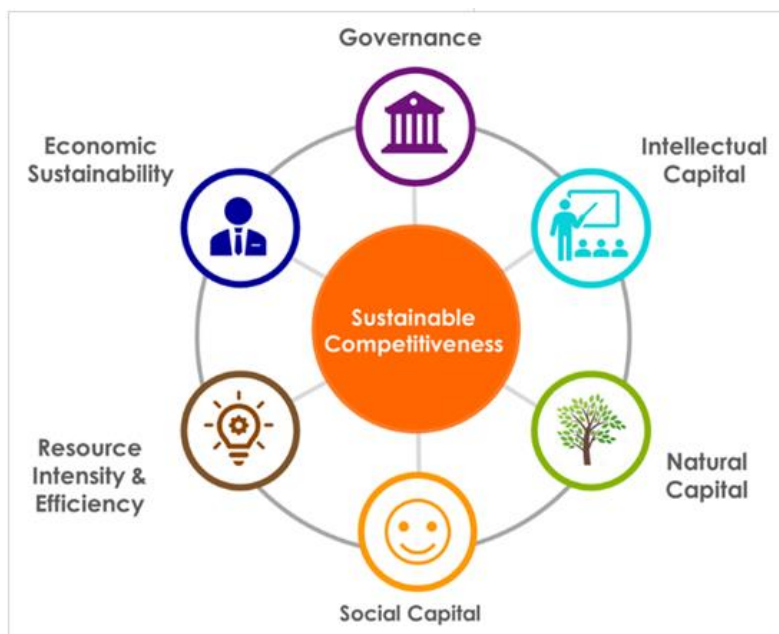 Governance
Economic
Sustainability
Intellectual
Capital
Sustainable
Competitiveness
Resource
Intensity &
Efficiency
Natural
Capital
Social Capital